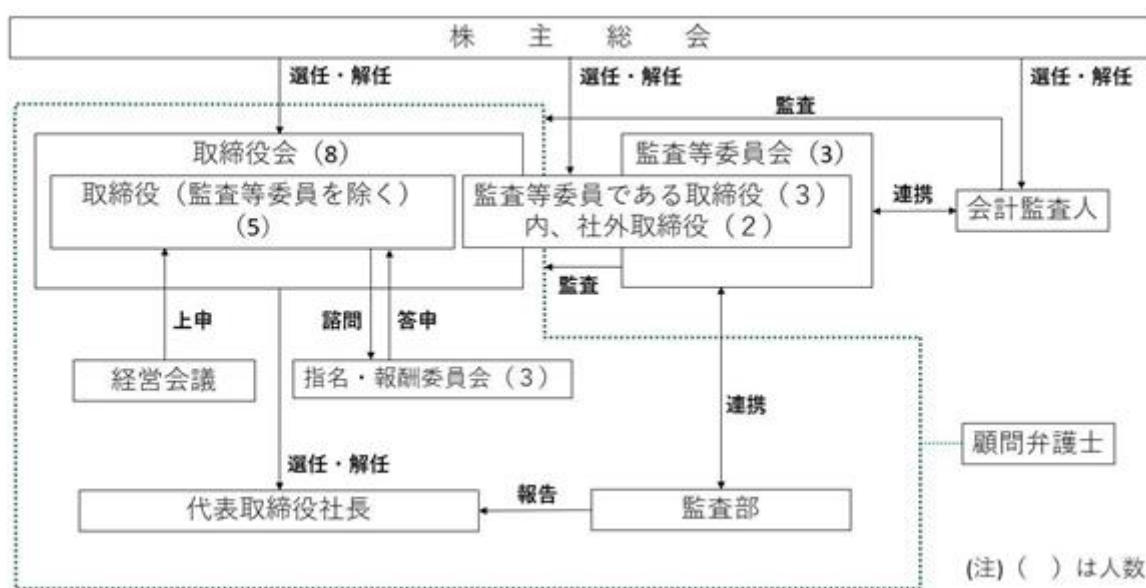 株 主 総 会
選任・解任
選任・解任
選任・解任
監査
取締役会（8）
監査等委員会（3）
取締役（監査等委員を除く）
（5）
監査等委員である取締役（３）
内、社外取締役（２）
連携
会計監査人
監査
上申
諮問
答申
経営会議
指名・報酬委員会（３）
連携
顧問弁護士
選任・解任
代表取締役社長
報告
監査部
(注)（　）は人数